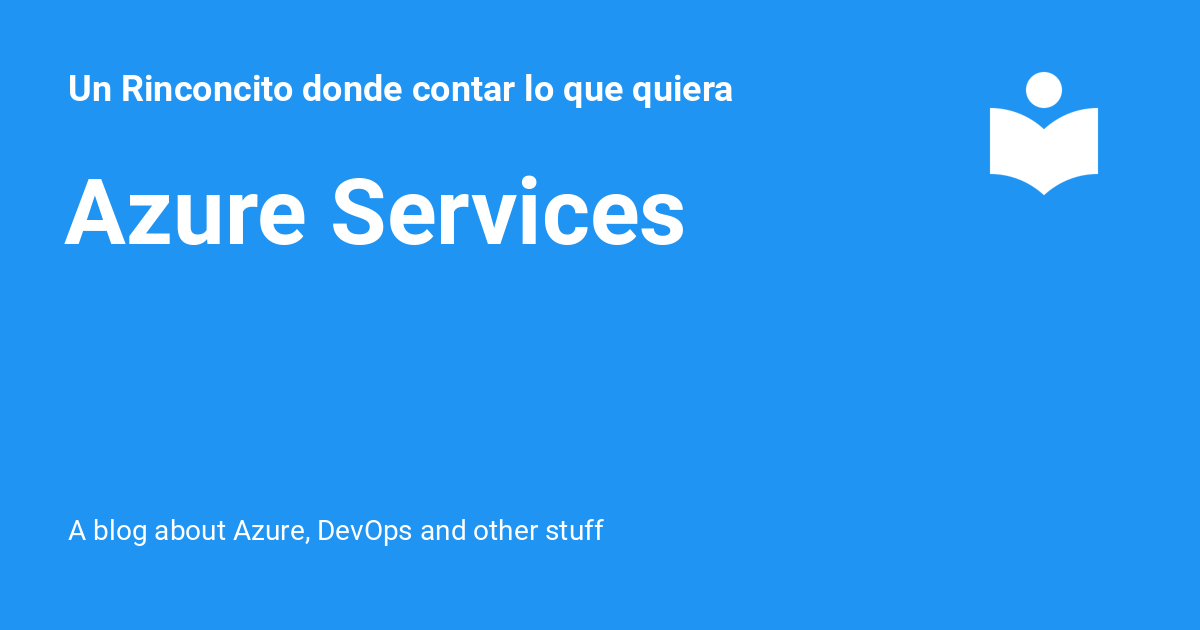 Un Rinconcito donde contar lo que quiera
Azure Services
A blog about Azure, DevOps and other stuff